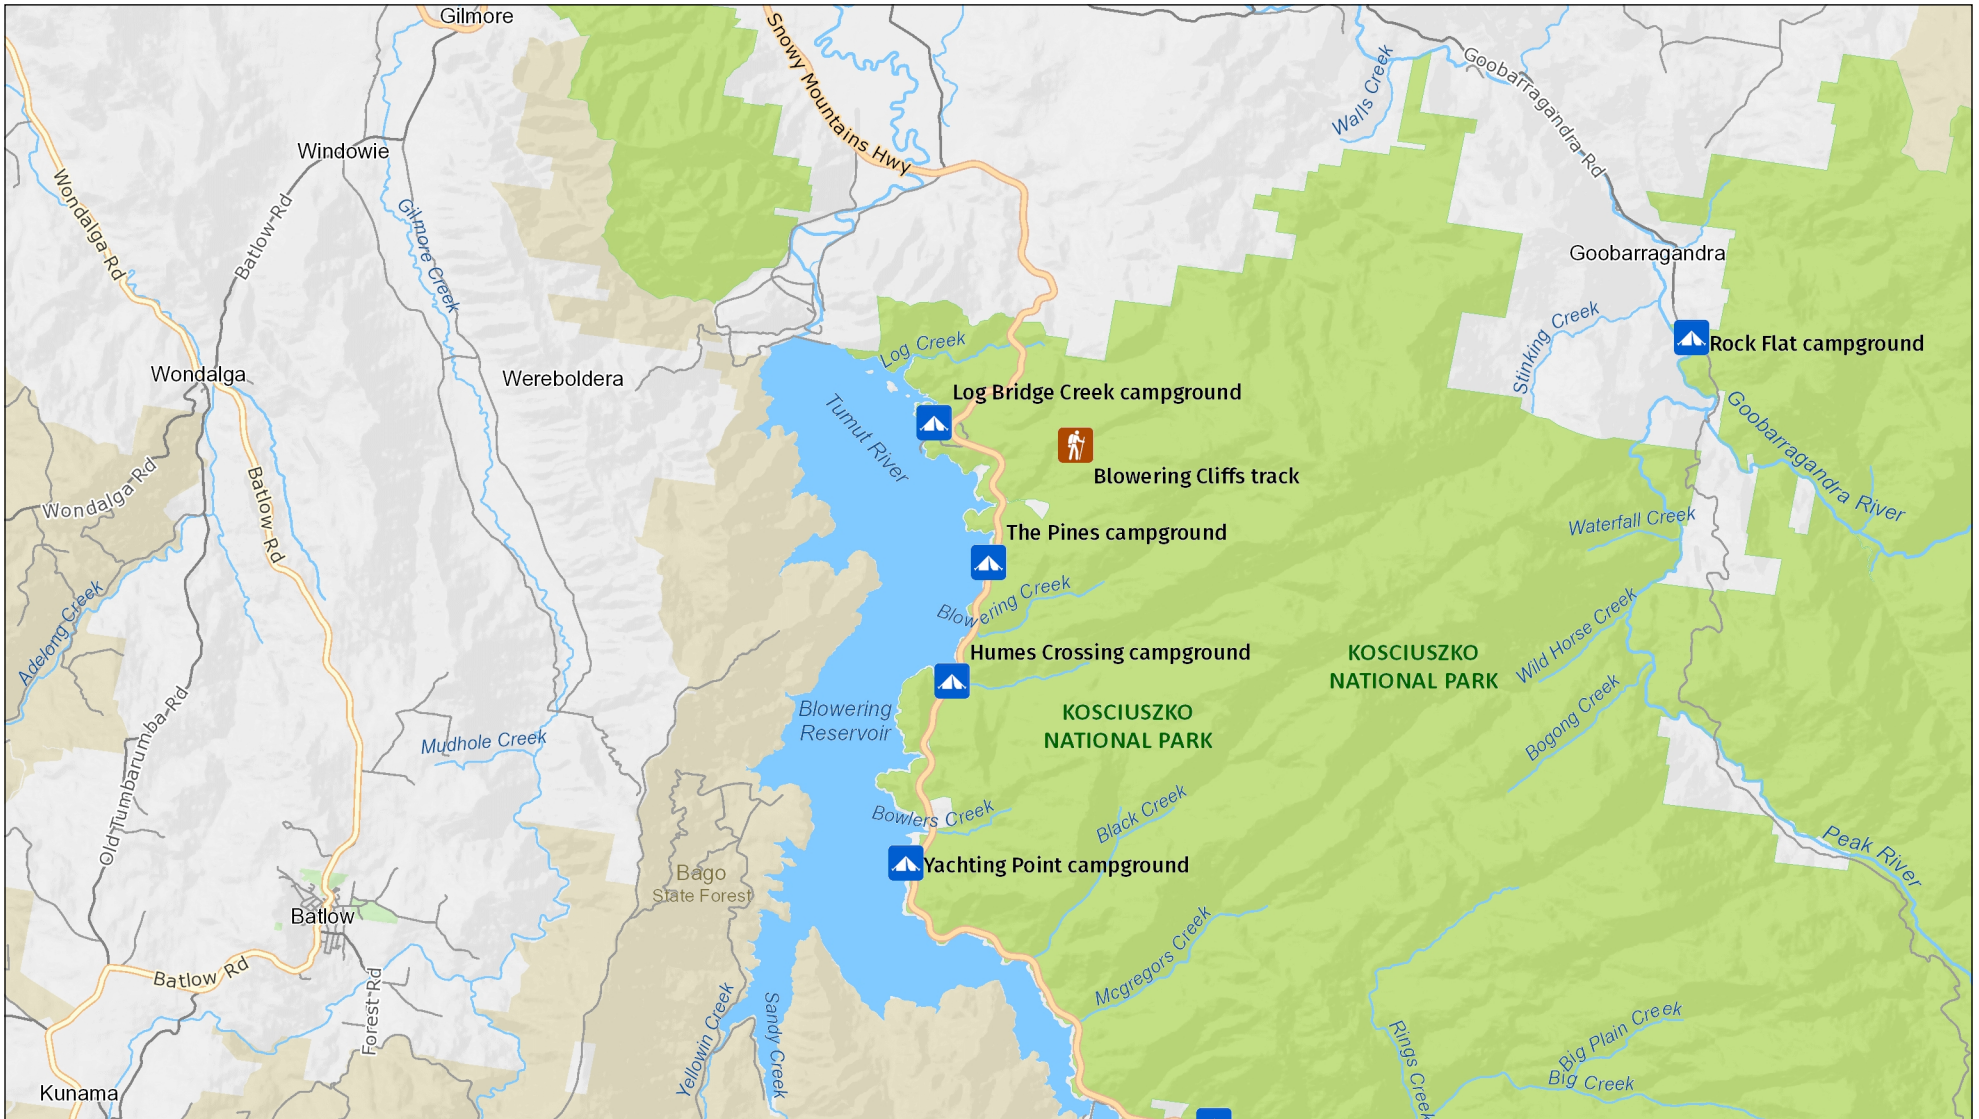 Gilmore
Snowy Mountains Hwy
Walls Creek
Goobarragandra Rd
Windowie
Wondalga Rd
Batlow Rd
Gilmore Creek
Goobarragandra
Stinking Creek
Rock Flat campground
Log Creek
Wondalga
Wereboldera
Log Bridge Creek campground
Tumut River
Goobarragandra River
Blowering Cliffs track
Wondalga Rd
Batlow Rd
The Pines campground
Waterfall Creek
Blowering Creek
Adelong Creek
Wild Horse Creek
Humes Crossing campground
KOSCIUSZKO
NATIONAL PARK
Blowering
Reservoir
KOSCIUSZKO
NATIONAL PARK
Bogong Creek
Mudhole Creek
Old Tumbarumba Rd
Bowlers Creek
Black Creek
Peak River
Yachting Point campground
Bago
State Forest
Batlow
Mcgregors Creek
Batlow Rd
Forest Rd
Yellowin Creek
Sandy Creek
Rings Creek
Big Plain Creek
Big Creek
Kunama